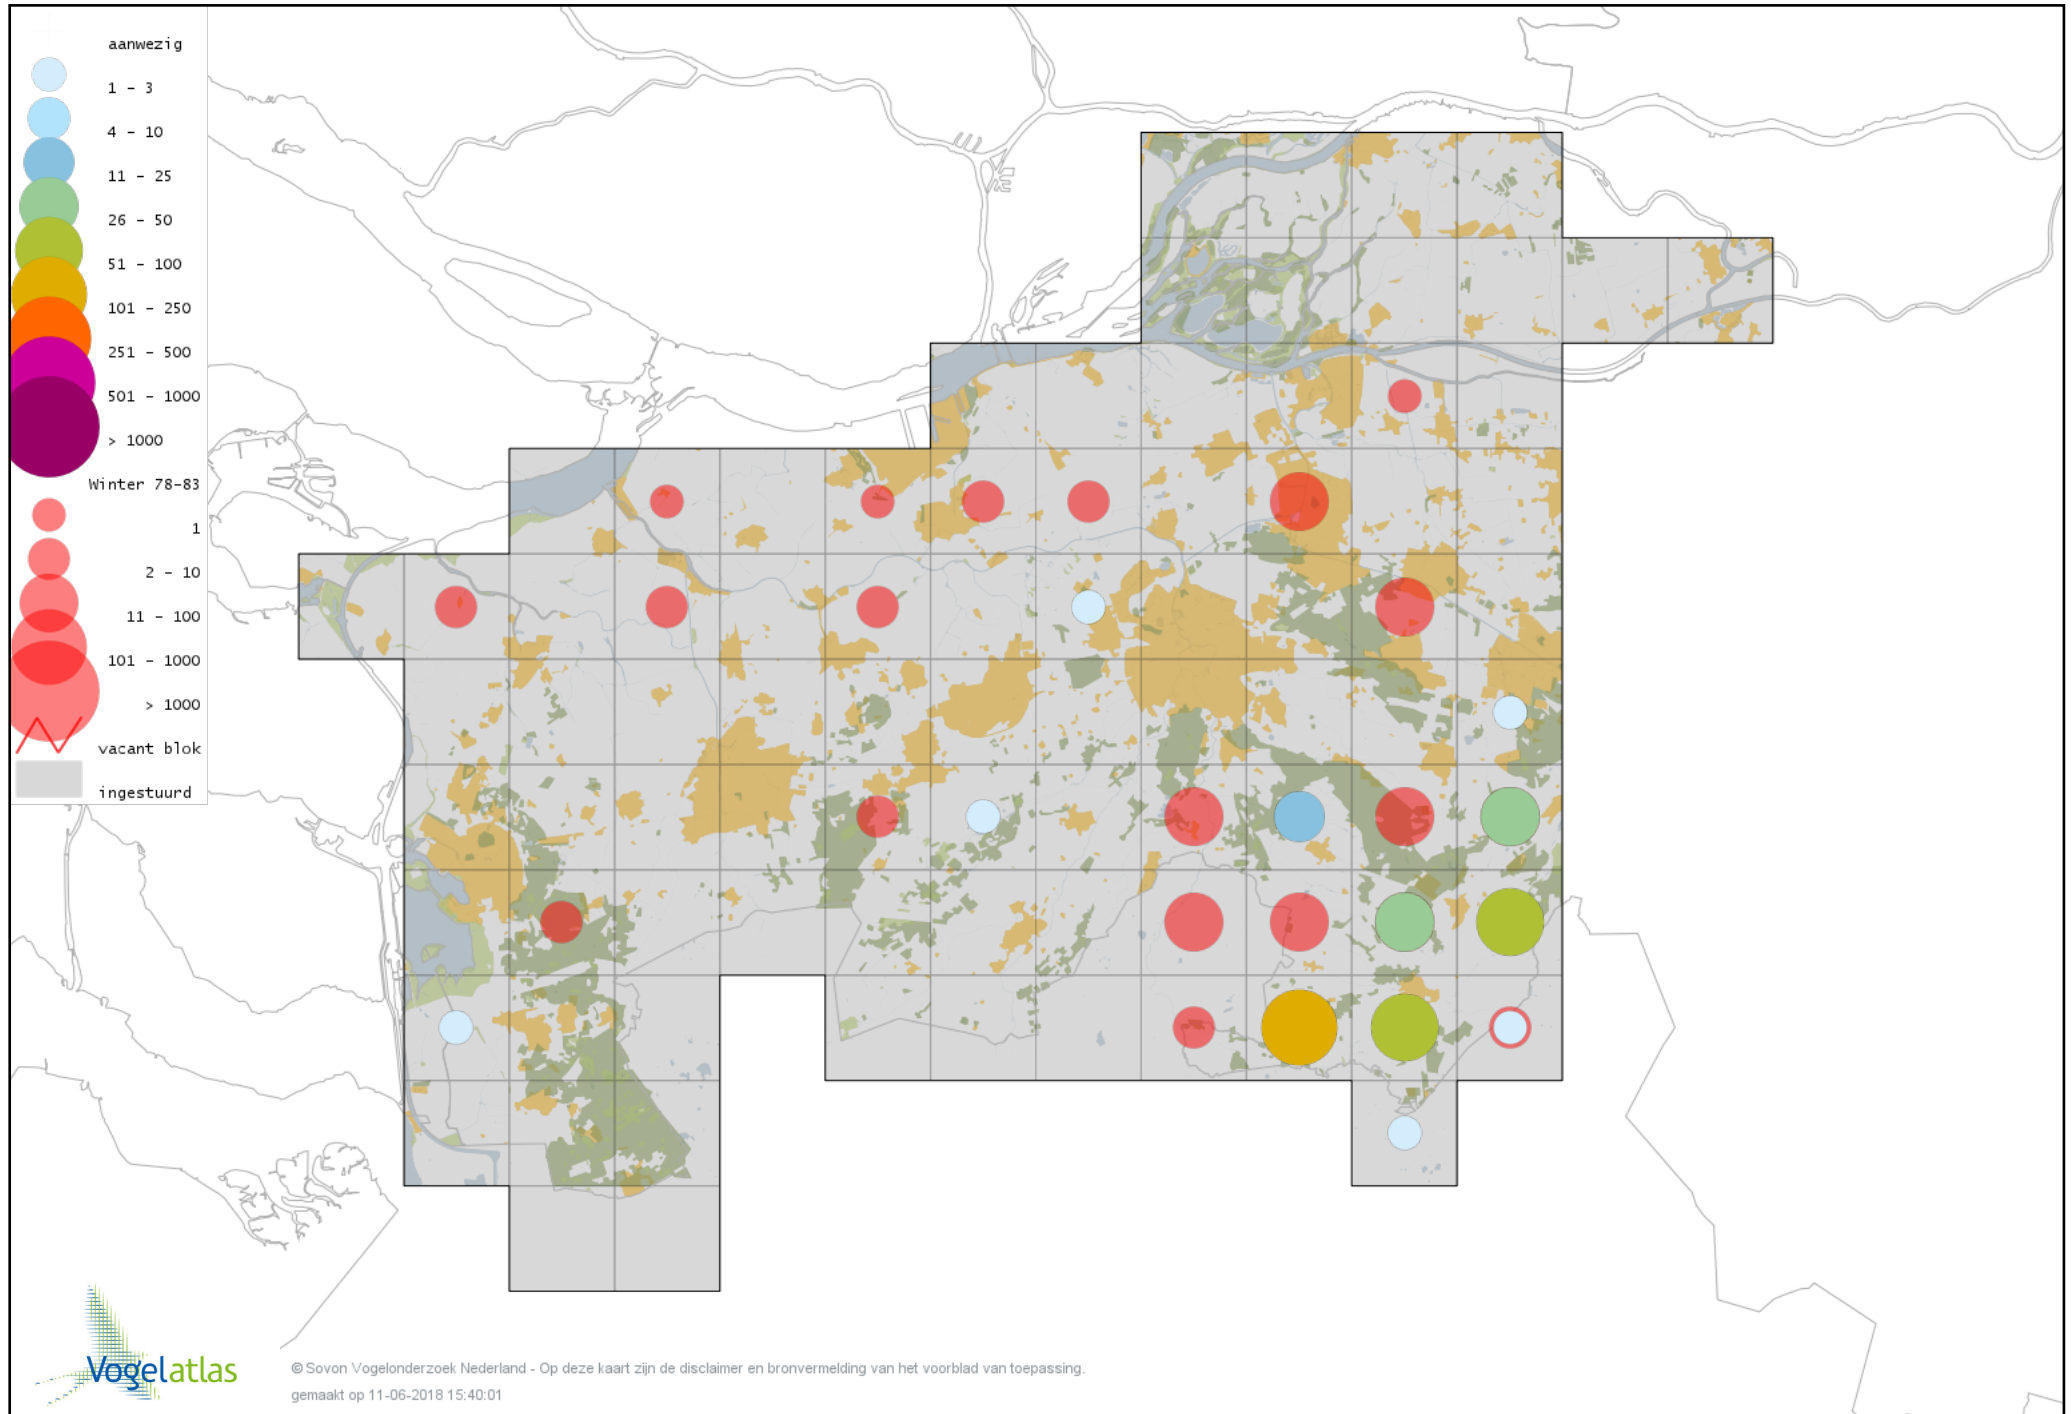 aanwezig
1 - 3
4 - 10
11 - 25
26 - 50
51 - 100
101 - 250
251 - 500
501 - 1000
> 1000
Winter 78-83
1
2 - 10
11 - 100
101 - 1000
> 1000
vacant blok
ingestuurd
Vogelatlas
© Sovon Vogelonderzoek Nederland - Op deze kaart zijn de disclaimer en bronvermelding van het voorblad van toepassing.
gemaakt op 11-06-2018 15:40:01